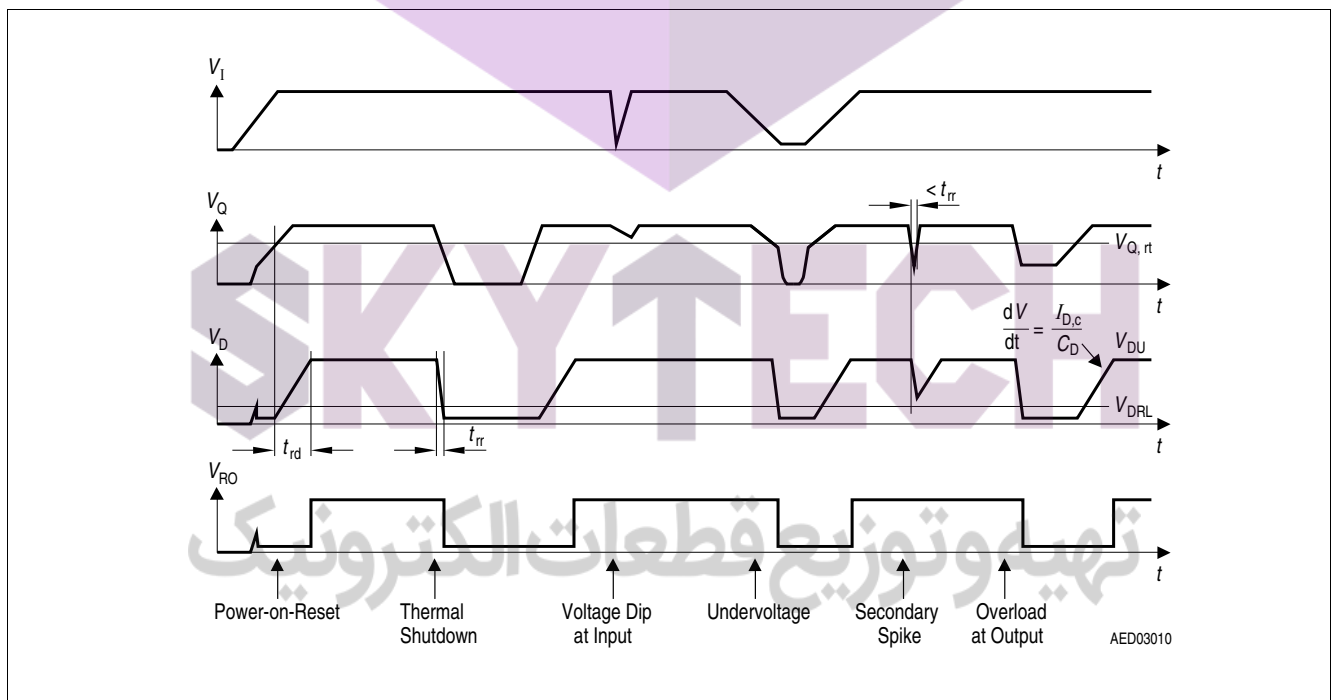 V_I
t
V_Q
< t_rr
V_Q, rt
t
dV/dt = I_D,c/C_D
V_DU
V_D
V_DRL
t
t_rd
t_rr
V_RO
t
Power-on-Reset
Thermal
Shutdown
Voltage Dip
at Input
Undervoltage
Secondary
Spike
Overload
at Output
AED03010
SKYTECH
تهیه و توزیع قطعات الکترونیک